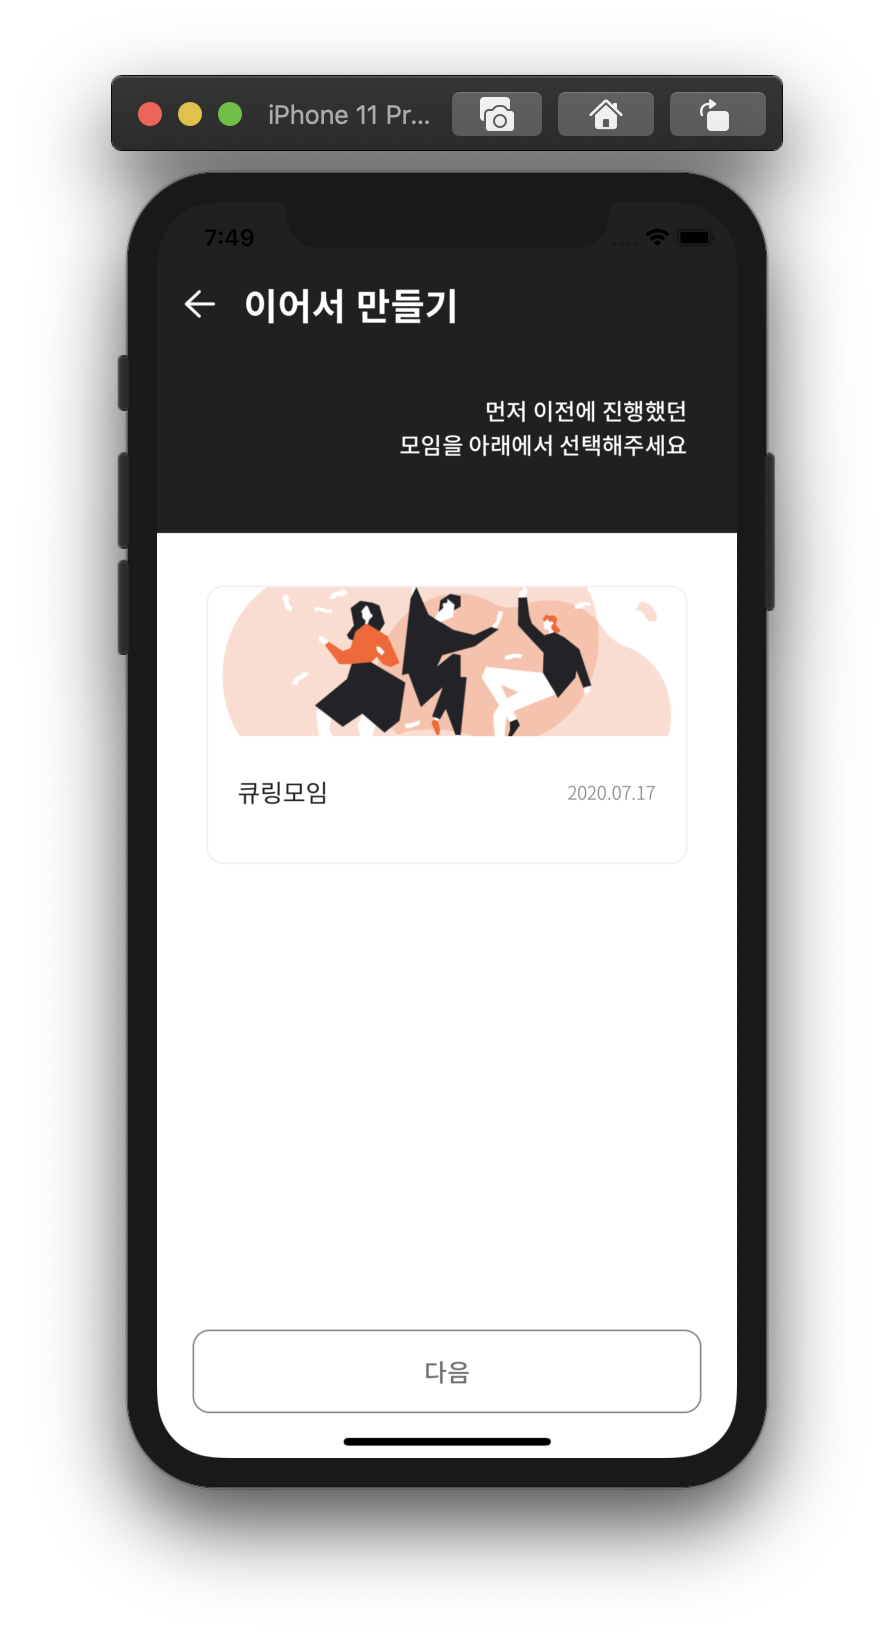 iPhone 11 Pr...
7:49
이어서 만들기
먼저 이전에 진행했던
모임을 아래에서 선택해주세요
큐링모임
2020.07.17
다음